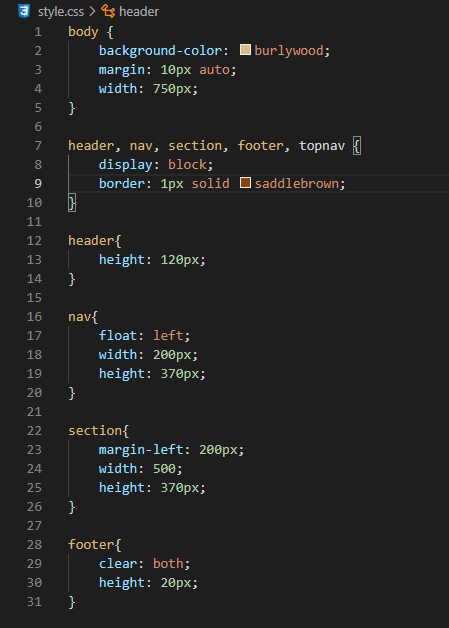 style.css > header
1 body {
2     background-color: burlywood;
3     margin: 10px auto;
4     width: 750px;
5 }
6
7 header, nav, section, footer, topnav {
8     display: block;
9     border: 1px solid saddlebrown;
10 }
11
12 header{
13     height: 120px;
14 }
15
16 nav{
17     float: left;
18     width: 200px;
19     height: 370px;
20 }
21
22 section{
23     margin-left: 200px;
24     width: 500;
25     height: 370px;
26 }
27
28 footer{
29     clear: both;
30     height: 20px;
31 }